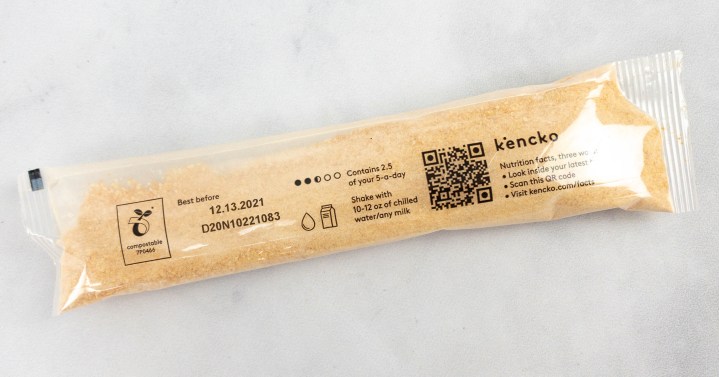 compostable
7P0466
Best before
12.13.2021
D20N10221083
Contains 2.5
of your 5-a-day
Shake with
10-12 oz of chilled
water/any milk
kencko
Nutrition facts, three
• Look inside your latest
• Scan this QR code
• Visit kencko.com/facts